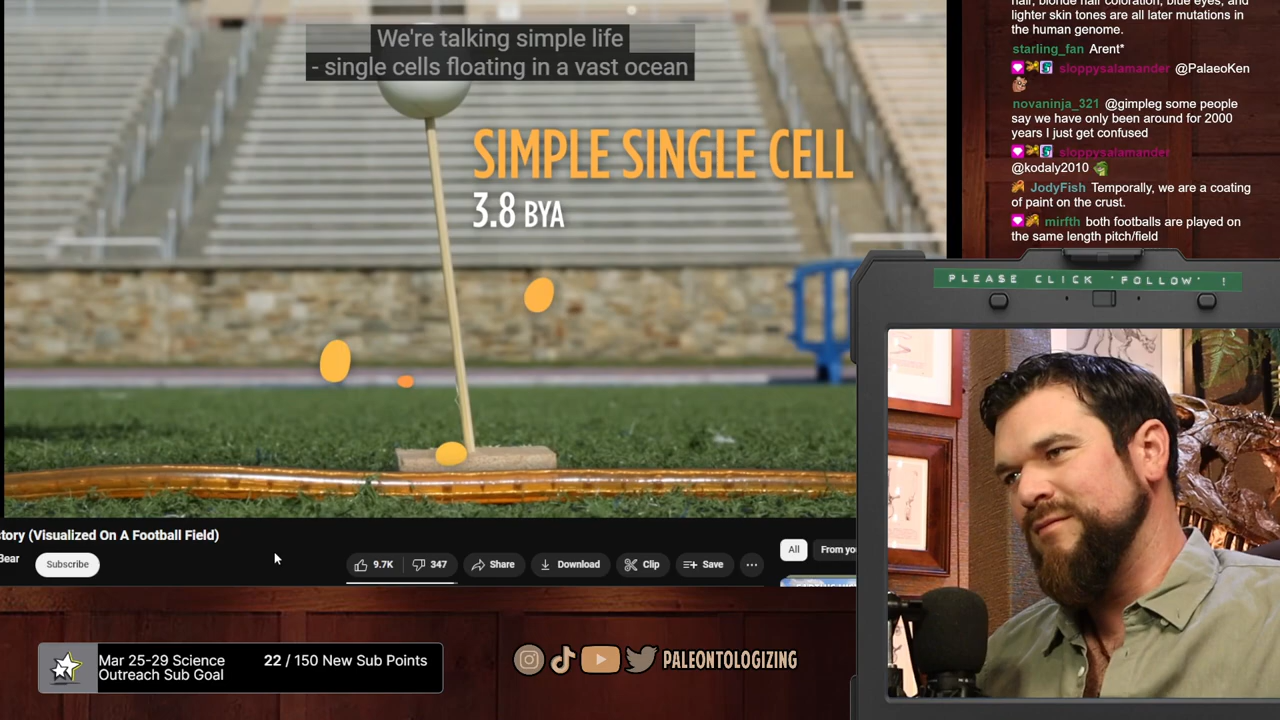 We're talking simple life
- single cells floating in a vast ocean
SIMPLE SINGLE CELL
3.8 BYA
tory (Visualized On A Football Field)
Bear
Subscribe
9.7K
347
Share
Download
Clip
Save
All
From yo
hair, blonde hair coloration, blue eyes, and
lighter skin tones are all later mutations in
the human genome.
starling_fan Arent*
sloppysalamander @PalaeoKen
novaninja_321 @gimpleg some people
say we have only been around for 2000
years I just get confused
sloppysalamander
@kodaly2010
JodyFish Temporally, we are a coating
of paint on the crust.
mirfth both footballs are played on
the same length pitch/field
PLEASE CLICK 'FOLLOW' !
Mar 25-29 Science
Outreach Sub Goal
22 / 150 New Sub Points
PALEONTOLOGIZING